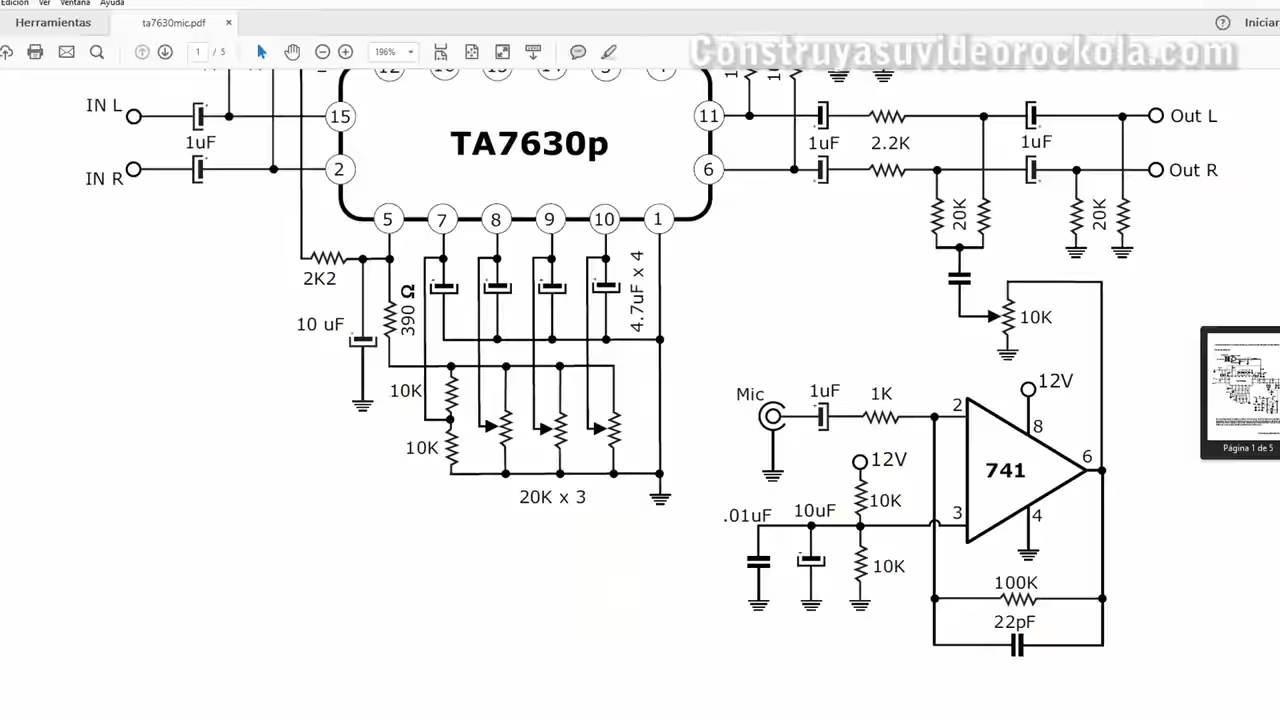 Edición Ver Ventana Ayuda
Herramientas
ta7630mic.pdf ×
? Iniciar
1 / 5
196%
Construyasuvideorockola.com
IN L
1uF
IN R
15
2
TA7630p
11
6
5 7 8 9 10 1
1uF
2.2K
1uF
Out L
Out R
20K
20K
2K2
10 uF
390 Ω
4.7uF x 4
10K
10K
20K x 3
10K
Mic
1uF
1K
2
12V
8
741
6
12V
10K
.01uF
10uF
3
4
10K
100K
22pF
Página 1 de 5